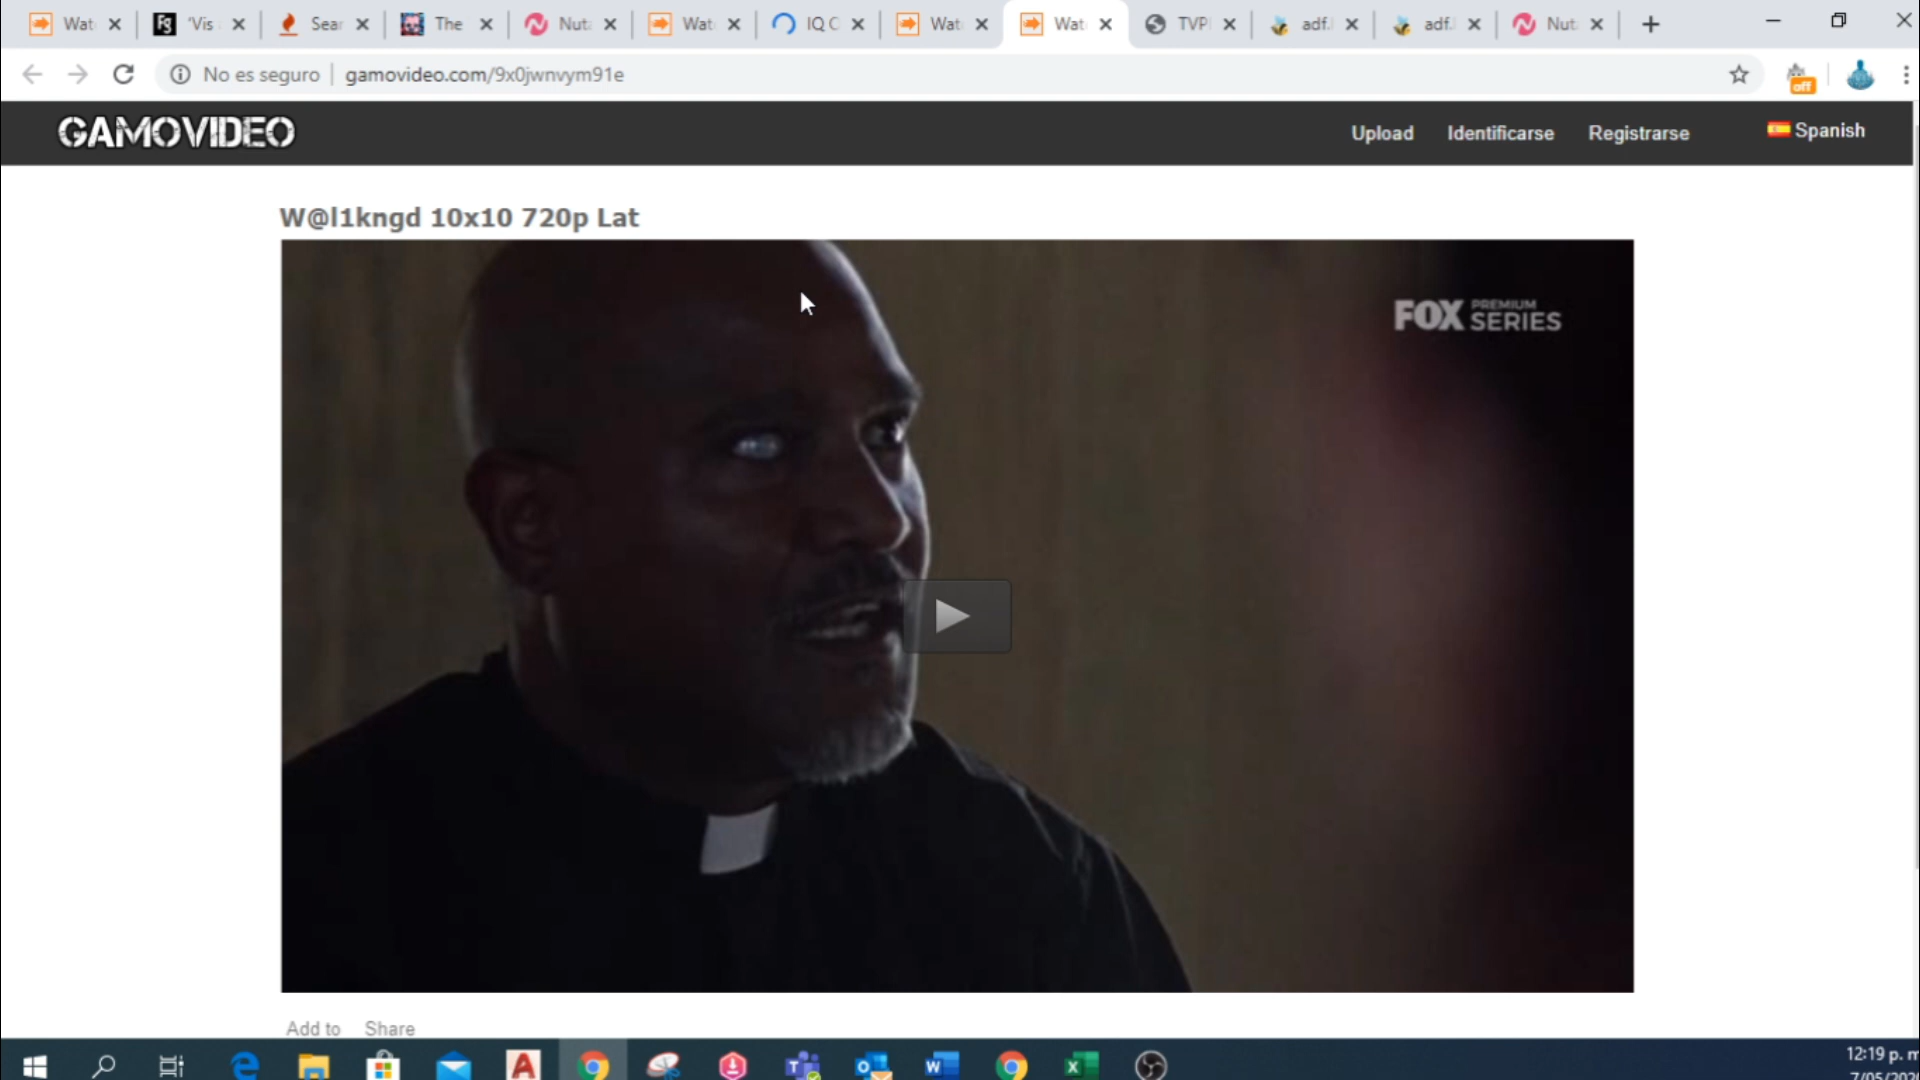 Wat
'Vis
Sear
The
Nut
Wat
IQ C
Wat
Wat
TVP
adf.
adf.
Nut
No es seguro | gamovideo.com/9x0jwnvym91e
off
GAMOVIDEO
Upload
Identificarse
Registrarse
Spanish
W@l1kngd 10x10 720p Lat
FOX PREMIUM SERIES
Add to
Share
12:19 p. m